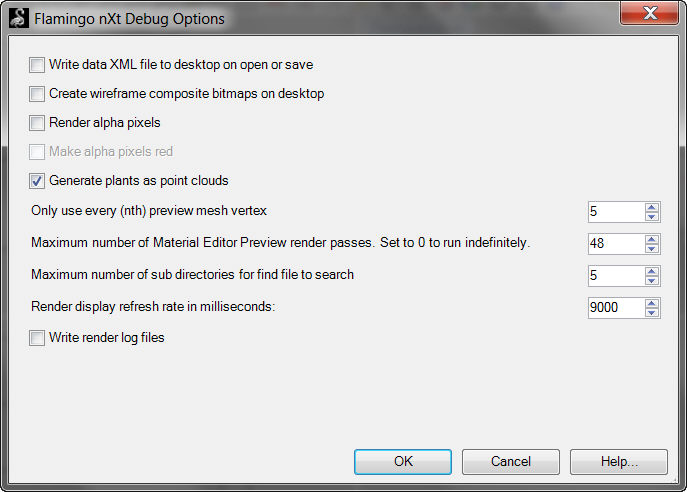 Flamingo nXt Debug Options
Write data XML file to desktop on open or save
Create wireframe composite bitmaps on desktop
Render alpha pixels
Make alpha pixels red
Generate plants as point clouds
Only use every (nth) preview mesh vertex 5
Maximum number of Material Editor Preview render passes. Set to 0 to run indefinitely. 48
Maximum number of sub directories for find file to search 5
Render display refresh rate in milliseconds: 9000
Write render log files
OK Cancel Help...